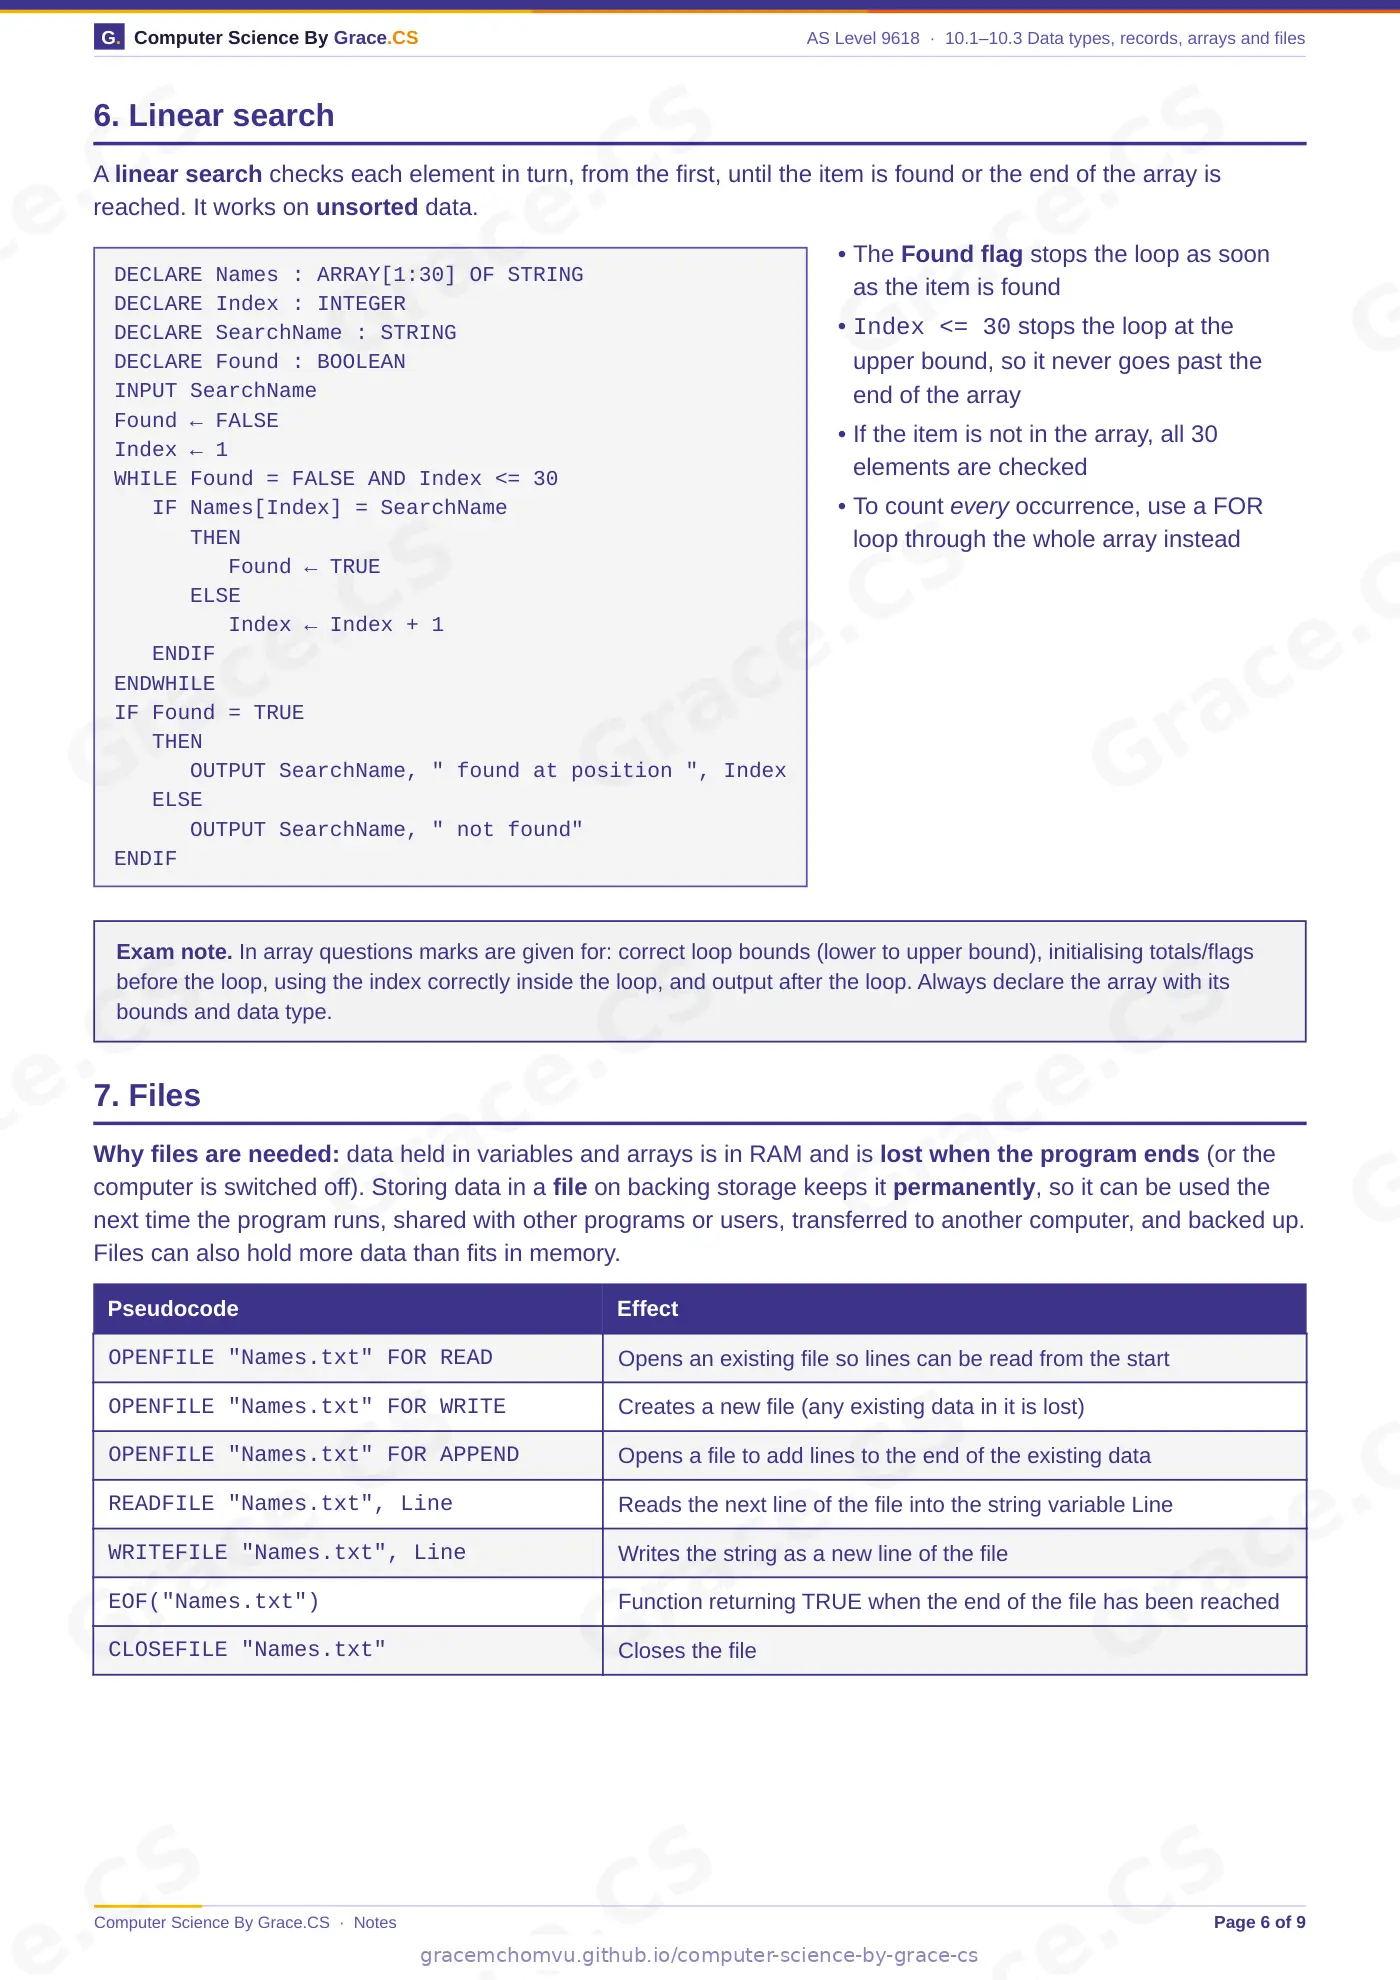 G. Computer Science By Grace.CS
AS Level 9618 · 10.1–10.3 Data types, records, arrays and files
6. Linear search
A linear search checks each element in turn, from the first, until the item is found or the end of the array is
reached. It works on unsorted data.
DECLARE Names : ARRAY[1:30] OF STRING
DECLARE Index : INTEGER
DECLARE SearchName : STRING
DECLARE Found : BOOLEAN
INPUT SearchName
Found ← FALSE
Index ← 1
WHILE Found = FALSE AND Index <= 30
   IF Names[Index] = SearchName
      THEN
         Found ← TRUE
      ELSE
         Index ← Index + 1
   ENDIF
ENDWHILE
IF Found = TRUE
   THEN
      OUTPUT SearchName, " found at position ", Index
   ELSE
      OUTPUT SearchName, " not found"
ENDIF
• The Found flag stops the loop as soon
as the item is found
• Index <= 30 stops the loop at the
upper bound, so it never goes past the
end of the array
• If the item is not in the array, all 30
elements are checked
• To count every occurrence, use a FOR
loop through the whole array instead
Exam note. In array questions marks are given for: correct loop bounds (lower to upper bound), initialising totals/flags
before the loop, using the index correctly inside the loop, and output after the loop. Always declare the array with its
bounds and data type.
7. Files
Why files are needed: data held in variables and arrays is in RAM and is lost when the program ends (or the
computer is switched off). Storing data in a file on backing storage keeps it permanently, so it can be used the
next time the program runs, shared with other programs or users, transferred to another computer, and backed up.
Files can also hold more data than fits in memory.
Pseudocode Effect
OPENFILE "Names.txt" FOR READ Opens an existing file so lines can be read from the start
OPENFILE "Names.txt" FOR WRITE Creates a new file (any existing data in it is lost)
OPENFILE "Names.txt" FOR APPEND Opens a file to add lines to the end of the existing data
READFILE "Names.txt", Line Reads the next line of the file into the string variable Line
WRITEFILE "Names.txt", Line Writes the string as a new line of the file
EOF("Names.txt") Function returning TRUE when the end of the file has been reached
CLOSEFILE "Names.txt" Closes the file
Computer Science By Grace.CS · Notes
Page 6 of 9
gracemchomvu.github.io/computer-science-by-grace-cs